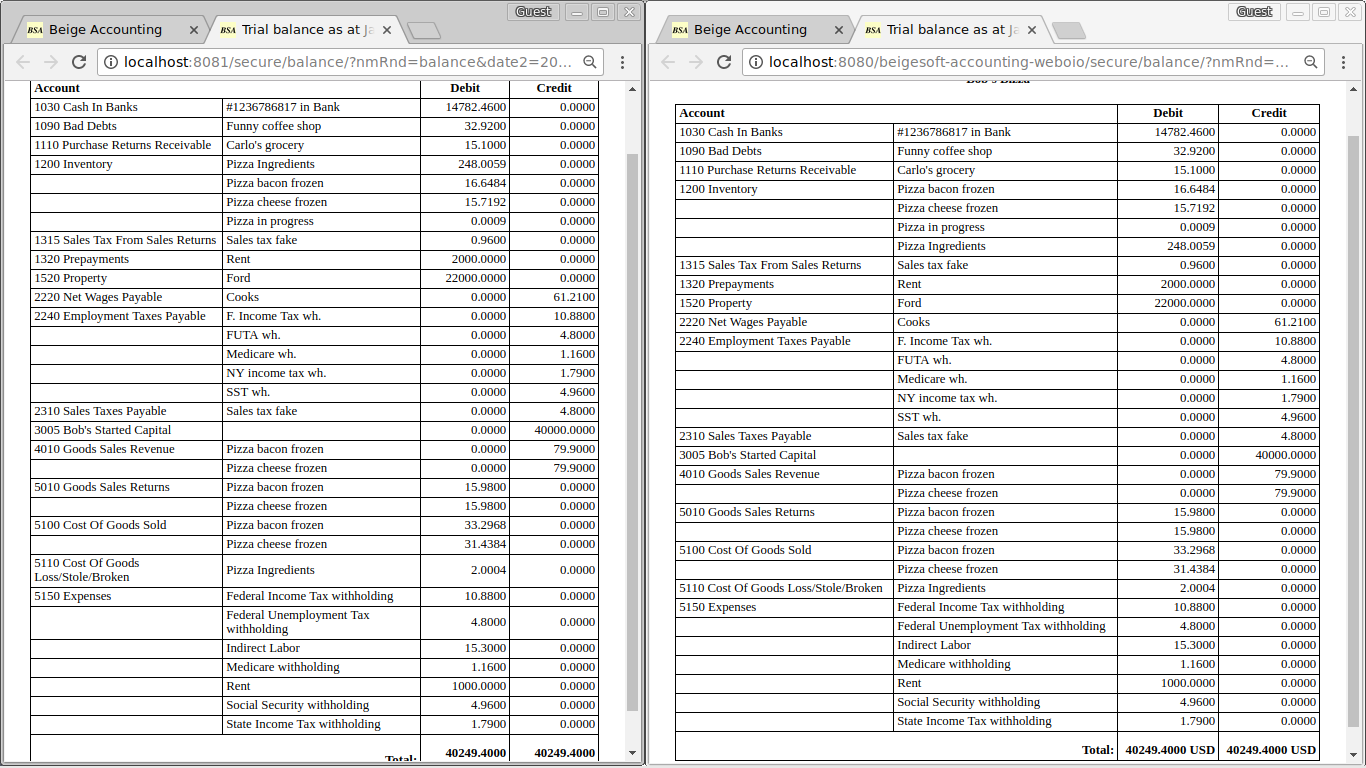 Guest
BSA Beige Accounting
BSA Trial balance as at Ja
localhost:8081/secure/balance/?nmRnd=balance&date2=20...
Account Debit Credit
1030 Cash In Banks #1236786817 in Bank 14782.4600 0.0000
1090 Bad Debts Funny coffee shop 32.9200 0.0000
1110 Purchase Returns Receivable Carlo's grocery 15.1000 0.0000
1200 Inventory Pizza Ingredients 248.0059 0.0000
Pizza bacon frozen 16.6484 0.0000
Pizza cheese frozen 15.7192 0.0000
Pizza in progress 0.0009 0.0000
1315 Sales Tax From Sales Returns Sales tax fake 0.9600 0.0000
1320 Prepayments Rent 2000.0000 0.0000
1520 Property Ford 22000.0000 0.0000
2220 Net Wages Payable Cooks 0.0000 61.2100
2240 Employment Taxes Payable F. Income Tax wh. 0.0000 10.8800
FUTA wh. 0.0000 4.8000
Medicare wh. 0.0000 1.1600
NY income tax wh. 0.0000 1.7900
SST wh. 0.0000 4.9600
2310 Sales Taxes Payable Sales tax fake 0.0000 4.8000
3005 Bob's Started Capital 0.0000 40000.0000
4010 Goods Sales Revenue Pizza bacon frozen 0.0000 79.9000
Pizza cheese frozen 0.0000 79.9000
5010 Goods Sales Returns Pizza bacon frozen 15.9800 0.0000
Pizza cheese frozen 15.9800 0.0000
5100 Cost Of Goods Sold Pizza bacon frozen 33.2968 0.0000
Pizza cheese frozen 31.4384 0.0000
5110 Cost Of Goods
Loss/Stole/Broken Pizza Ingredients 2.0004 0.0000
5150 Expenses Federal Income Tax withholding 10.8800 0.0000
Federal Unemployment Tax
withholding 4.8000 0.0000
Indirect Labor 15.3000 0.0000
Medicare withholding 1.1600 0.0000
Rent 1000.0000 0.0000
Social Security withholding 4.9600 0.0000
State Income Tax withholding 1.7900 0.0000
Total: 40249.4000 40249.4000
Guest
BSA Beige Accounting
BSA Trial balance as at Ja
localhost:8080/beigesoft-accounting-weboio/secure/balance/?nmRnd=...
Bob's Pizza
Account Debit Credit
1030 Cash In Banks #1236786817 in Bank 14782.4600 0.0000
1090 Bad Debts Funny coffee shop 32.9200 0.0000
1110 Purchase Returns Receivable Carlo's grocery 15.1000 0.0000
1200 Inventory Pizza bacon frozen 16.6484 0.0000
Pizza cheese frozen 15.7192 0.0000
Pizza in progress 0.0009 0.0000
Pizza Ingredients 248.0059 0.0000
1315 Sales Tax From Sales Returns Sales tax fake 0.9600 0.0000
1320 Prepayments Rent 2000.0000 0.0000
1520 Property Ford 22000.0000 0.0000
2220 Net Wages Payable Cooks 0.0000 61.2100
2240 Employment Taxes Payable F. Income Tax wh. 0.0000 10.8800
FUTA wh. 0.0000 4.8000
Medicare wh. 0.0000 1.1600
NY income tax wh. 0.0000 1.7900
SST wh. 0.0000 4.9600
2310 Sales Taxes Payable Sales tax fake 0.0000 4.8000
3005 Bob's Started Capital 0.0000 40000.0000
4010 Goods Sales Revenue Pizza bacon frozen 0.0000 79.9000
Pizza cheese frozen 0.0000 79.9000
5010 Goods Sales Returns Pizza bacon frozen 15.9800 0.0000
Pizza cheese frozen 15.9800 0.0000
5100 Cost Of Goods Sold Pizza bacon frozen 33.2968 0.0000
Pizza cheese frozen 31.4384 0.0000
5110 Cost Of Goods Loss/Stole/Broken Pizza Ingredients 2.0004 0.0000
5150 Expenses Federal Income Tax withholding 10.8800 0.0000
Federal Unemployment Tax withholding 4.8000 0.0000
Indirect Labor 15.3000 0.0000
Medicare withholding 1.1600 0.0000
Rent 1000.0000 0.0000
Social Security withholding 4.9600 0.0000
State Income Tax withholding 1.7900 0.0000
Total: 40249.4000 USD 40249.4000 USD